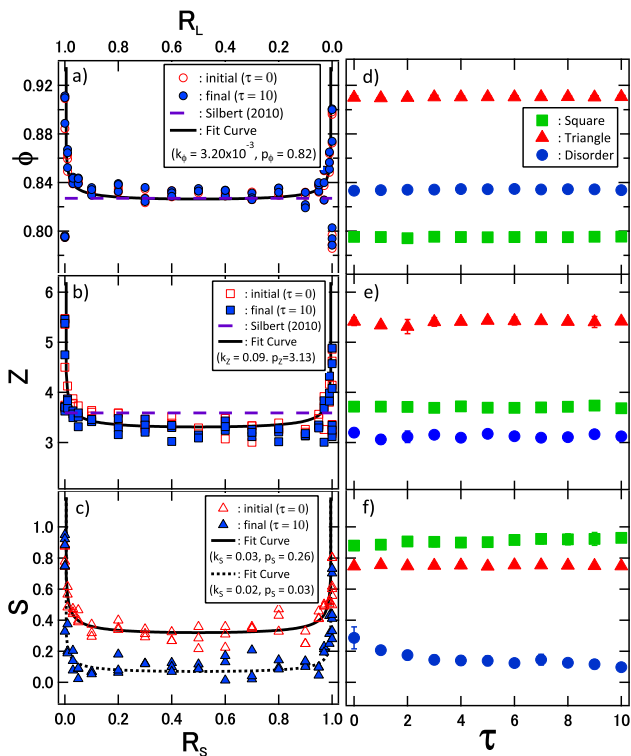 R_L
1.0 0.8 0.6 0.4 0.2 0.0
a)
: initial (τ = 0)
: final (τ = 10)
: Silbert (2010)
: Fit Curve
(k_ϕ = 3.20x10^-3, p_ϕ = 0.82)
0.92
0.88
0.84
0.80
ϕ
d)
: Square
: Triangle
: Disorder
b)
: initial (τ = 0)
: final (τ = 10)
: Silbert (2010)
: Fit Curve
(k_Z = 0.09. p_Z=3.13)
6
5
4
3
Z
e)
c)
: initial (τ = 0)
: final (τ = 10)
: Fit Curve
(k_S = 0.03, p_S = 0.26)
: Fit Curve
(k_S = 0.02, p_S = 0.03)
1.0
0.8
0.6
0.4
0.2
0.0
S
0.0 0.2 0.4 0.6 0.8 1.0
R_S
f)
0 2 4 6 8 10
τ